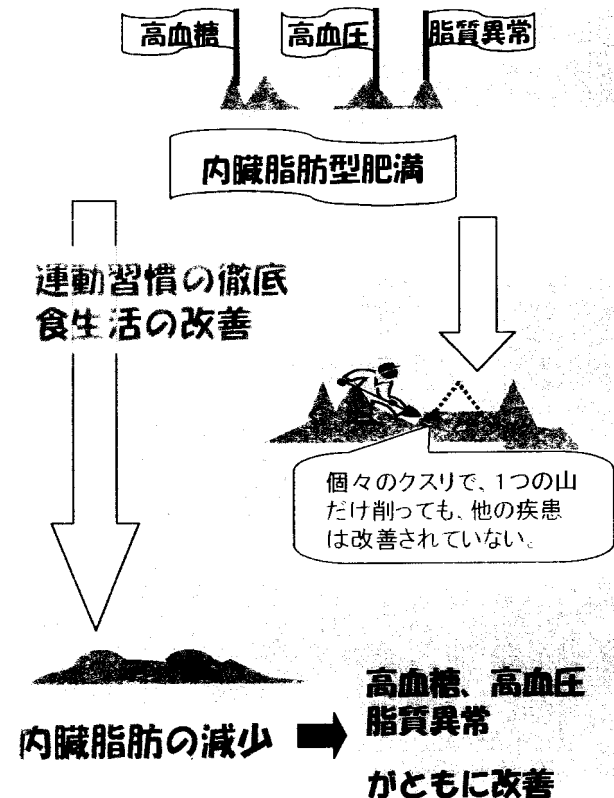 高血糖
高血圧
脂質異常
内臓脂肪型肥満
運動習慣の徹底
食生活の改善
個々のクスリで、1つの山
だけ削っても、他の疾患
は改善されていない。
内臓脂肪の減少
高血糖、高血圧
脂質異常
がともに改善